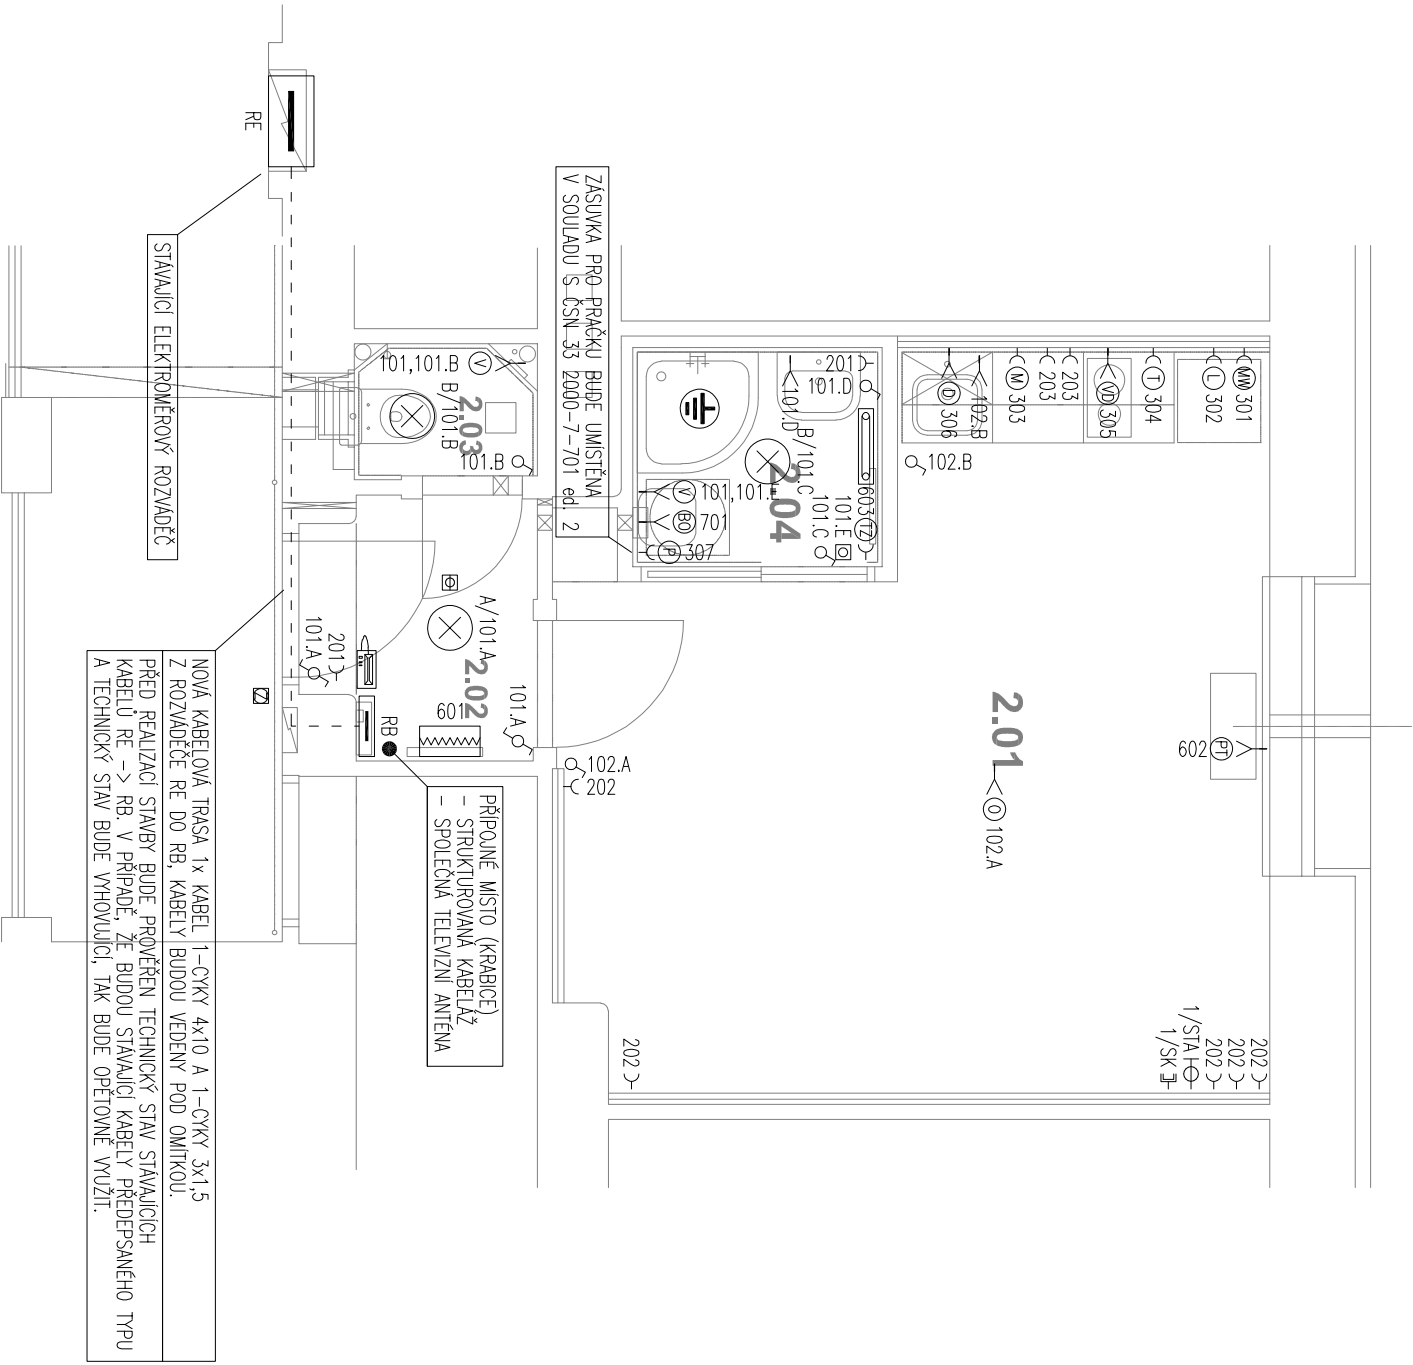 RE
STÁVAJÍCÍ ELEKTROMĚROVÝ ROZVÁDĚČ
ZÁSUVKA PRO PRAČKU BUDE UMÍSTĚNA
V SOULADU S ČSN 33 2000-7-701 ed. 2
101,101.B
V
B/101.B
2.03
101.B
201
101.D
101.D
B/101.C
2.04
V
BO 701
P 307
101.C
101.E
603
TZ
D 306
102.B
M 303
203
203
VD 305
T 304
L 302
MW 301
102.B
A/101.A
2.02
101.A
201
101.A
601
RB
102.A
202
2.01
O 102.A
602 PT
PŘÍPOJNÉ MÍSTO (KRABICE)
- STRUKTUROVANÁ KABELÁŽ
- SPOLEČNÁ TELEVIZNÍ ANTÉNA
202
1/SK
1/STA
202
202
202
NOVÁ KABELOVÁ TRASA 1x KABEL 1-CYKY 4x10 A 1-CYKY 3x1,5
Z ROZVÁDĚČE RE DO RB, KABELY BUDOU VEDENY POD OMÍTKOU.
PŘED REALIZACÍ STAVBY BUDE PROVĚŘEN TECHNICKÝ STAV STÁVAJÍCÍCH
KABELŮ RE -> RB. V PŘÍPADĚ, ŽE BUDOU STÁVAJÍCÍ KABELY PŘEDEPSANÉHO TYPU
A TECHNICKÝ STAV BUDE VYHOVUJÍCÍ, TAK BUDE OPĚTOVNĚ VYUŽIT.